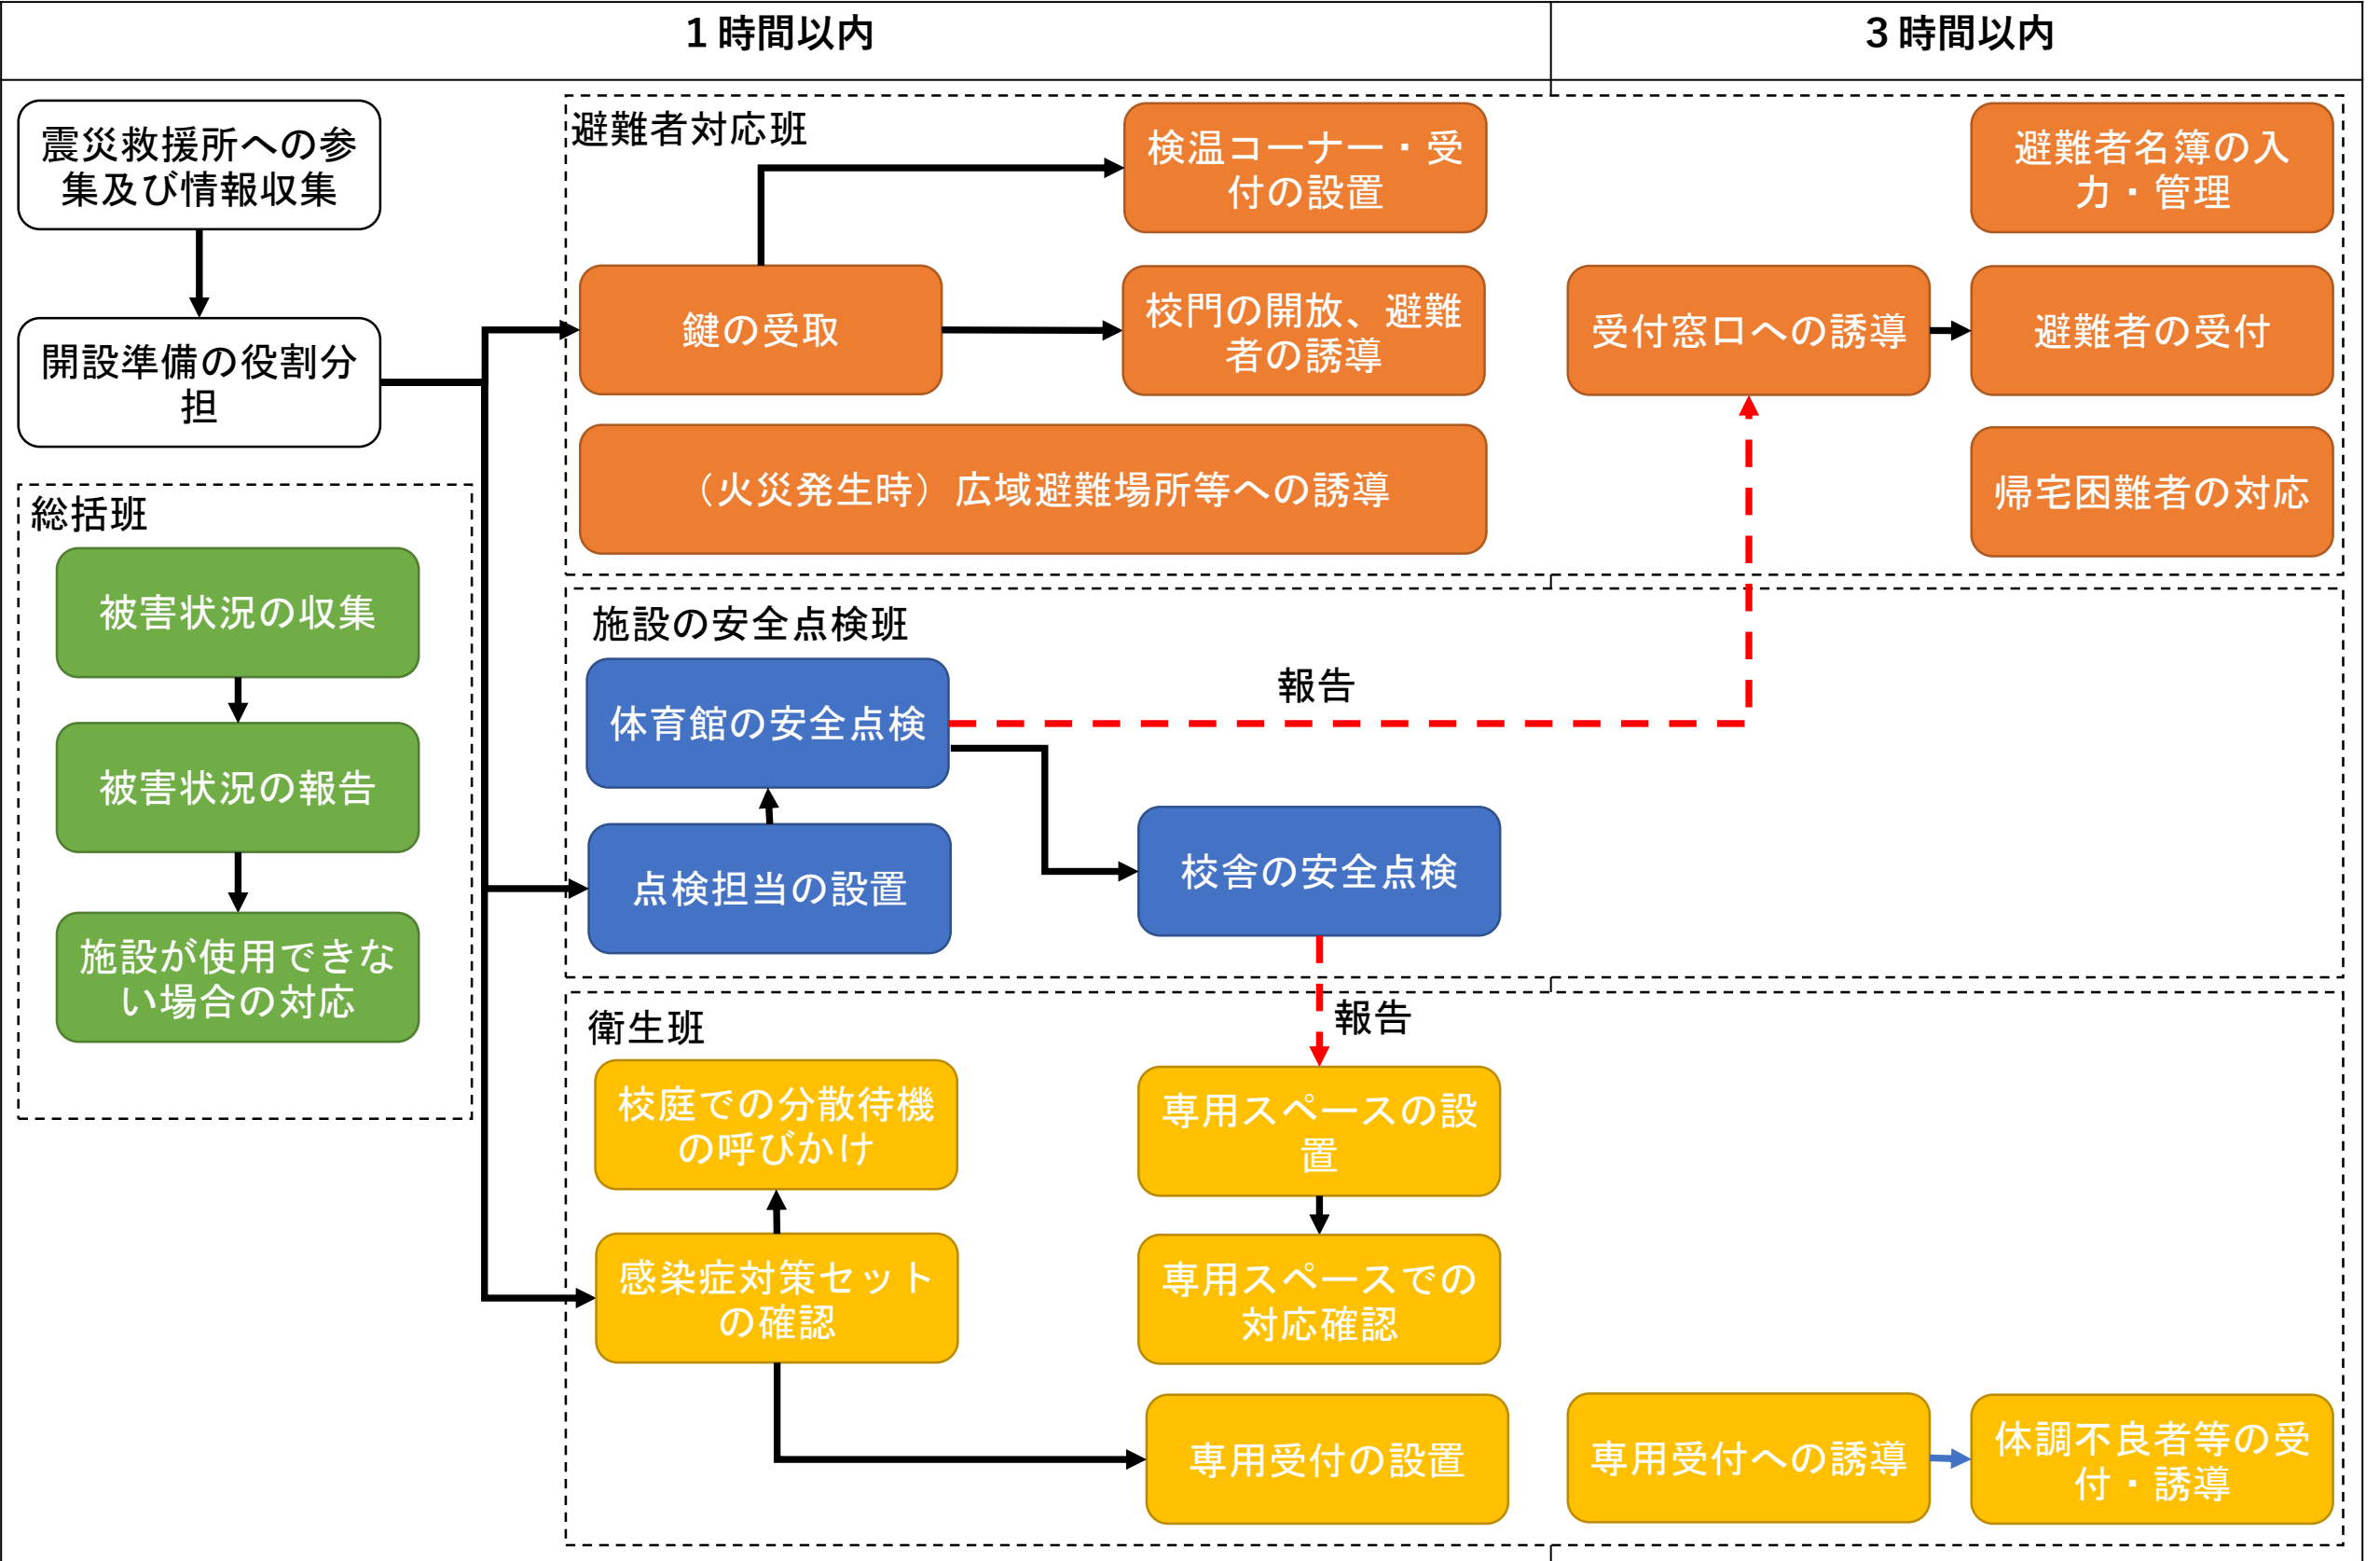 1 時間以内
3 時間以内
震災救援所への参
集及び情報収集
開設準備の役割分
担
総括班
被害状況の収集
被害状況の報告
施設が使用できな
い場合の対応
避難者対応班
検温コーナー・受
付の設置
鍵の受取
校門の開放、避難
者の誘導
（火災発生時）広域避難場所等への誘導
避難者名簿の入
力・管理
受付窓口への誘導
避難者の受付
帰宅困難者の対応
施設の安全点検班
体育館の安全点検
報告
点検担当の設置
校舎の安全点検
衛生班
報告
校庭での分散待機
の呼びかけ
専用スペースの設
置
感染症対策セット
の確認
専用スペースでの
対応確認
専用受付の設置
専用受付への誘導
体調不良者等の受
付・誘導